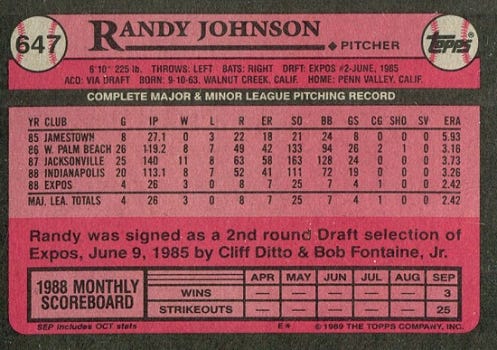 647
RANDY JOHNSON
◆ PITCHER
Topps
6'10" 225 lb. THROWS: LEFT BATS: RIGHT DRAFT: EXPOS #2-JUNE, 1985
ACQ: VIA DRAFT BORN: 9-10-63, WALNUT CREEK, CALIF. HOME: PENN VALLEY, CALIF.
COMPLETE MAJOR & MINOR LEAGUE PITCHING RECORD
YR CLUB G IP W L R ER SO BB GS CG SHO SV ERA
85 JAMESTOWN 8 27.1 0 3 22 18 21 24 8 0 0 0 5.93
86 W. PALM BEACH 26 119.2 8 7 49 42 133 94 26 2 1 0 3.16
87 JACKSONVILLE 25 140 11 8 63 58 163 128 24 0 0 0 3.73
88 INDIANAPOLIS 20 113.1 8 7 52 41 111 72 19 0 0 0 3.26
88 EXPOS 4 26 3 0 8 7 25 7 4 1 0 0 2.42
MAJ. LEA. TOTALS 4 26 3 0 8 7 25 7 4 1 0 0 2.42
Randy was signed as a 2nd round Draft selection of
Expos, June 9, 1985 by Cliff Ditto & Bob Fontaine, Jr.
1988 MONTHLY SCOREBOARD
APR MAY JUN JUL AUG SEP
WINS — — — — — 3
STRIKEOUTS — — — — — 25
SEP includes OCT stats E* © 1989 THE TOPPS COMPANY, INC.